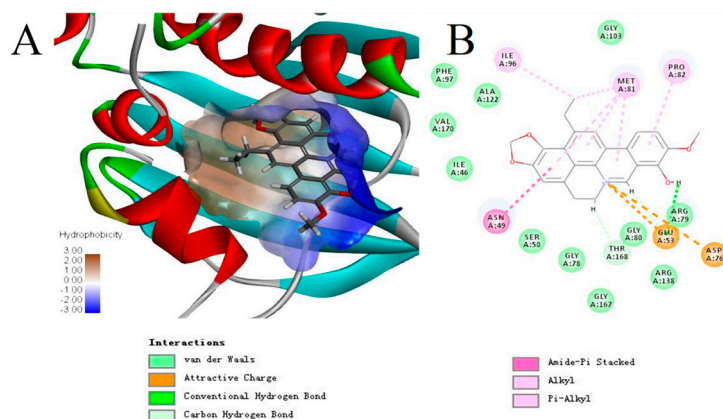 A
B
Hydrophobicity
3.00
2.00
1.00
0.00
-1.00
-2.00
-3.00
GLY
A:103
ILE
A:96
PRO
A:82
MET
A:81
PHE
A:97
ALA
A:122
VAL
A:170
ILE
A:46
ASN
A:49
SER
A:50
GLY
A:78
GLY
A:167
THR
A:168
GLY
A:80
GLU
A:53
ARG
A:79
ASP
A:76
ARG
A:138
O
O
N
H
H
O
H
O
Interactions
van der Waals
Attractive Charge
Conventional Hydrogen Bond
Carbon Hydrogen Bond
Amide-Pi Stacked
Alkyl
Pi-Alkyl